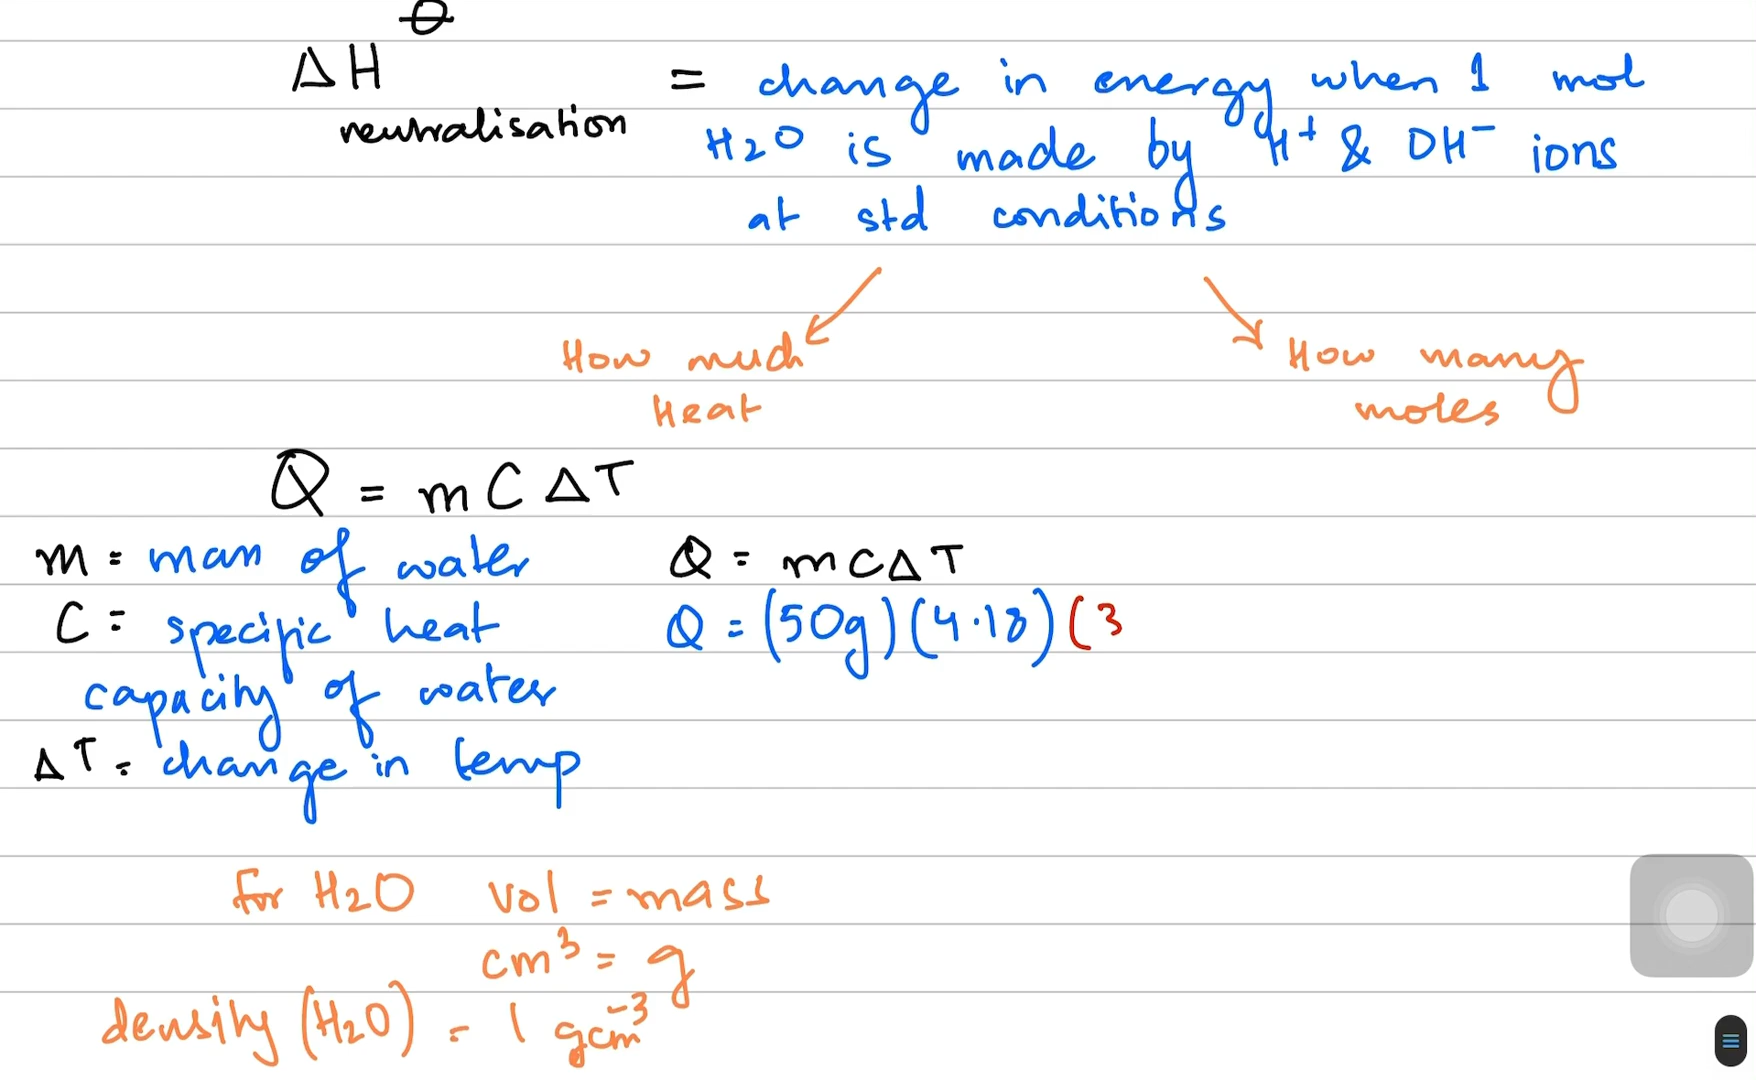 ΔH⊖ neutralisation = change in energy when 1 mol
H2O is made by H⁺ & OH⁻ ions
at std conditions
How much Heat
How many moles
Q = mCΔT
m = mass of water
C = specific heat
capacity of water
ΔT = change in temp
Q = mCΔT
Q = (50g)(4.18)(3
for H2O vol = mass
cm³ = g
density (H2O) = 1 gcm⁻³